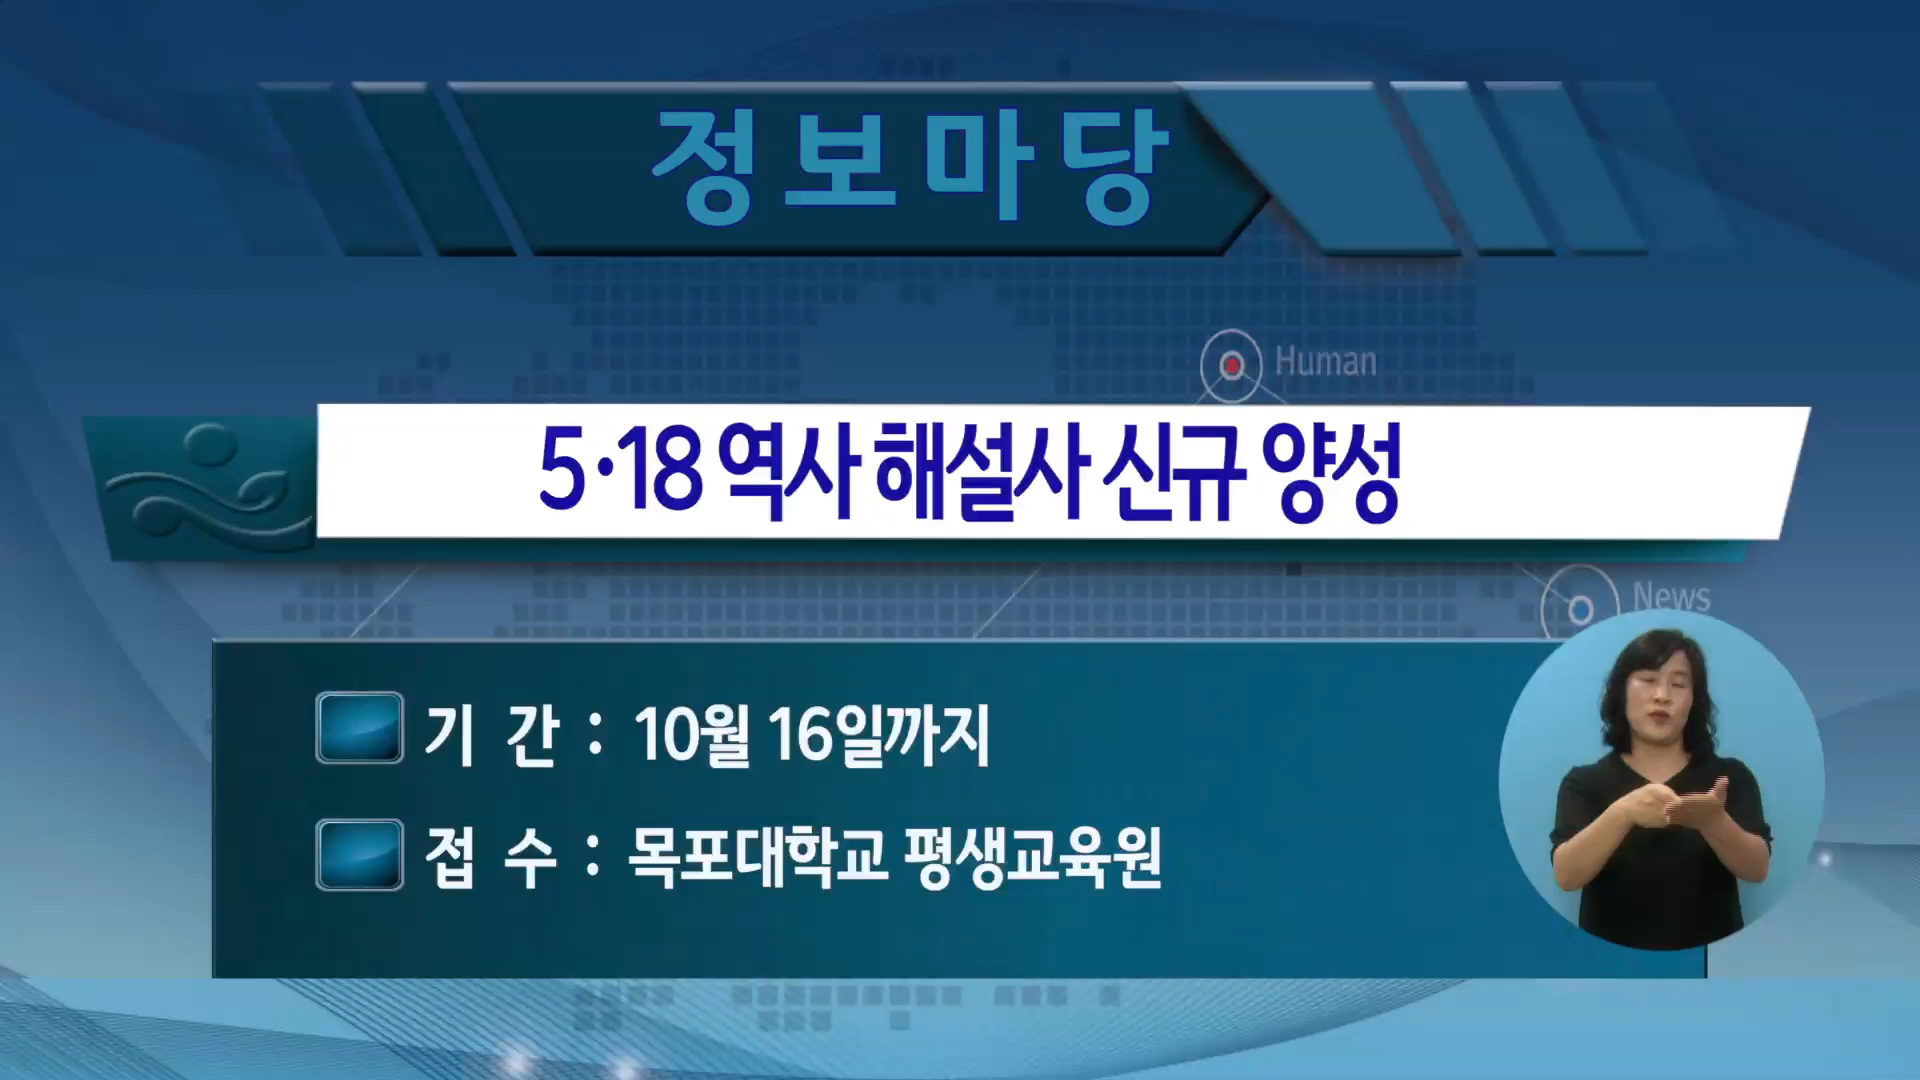 정보마당
Human
5·18 역사 해설사 신규 양성
News
기 간 : 10월 16일까지
접 수 : 목포대학교 평생교육원